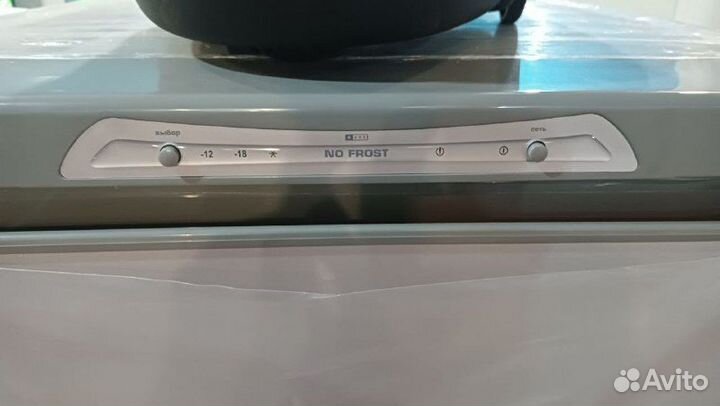 выбор
сеть
-12 -18 NO FROST
Avito